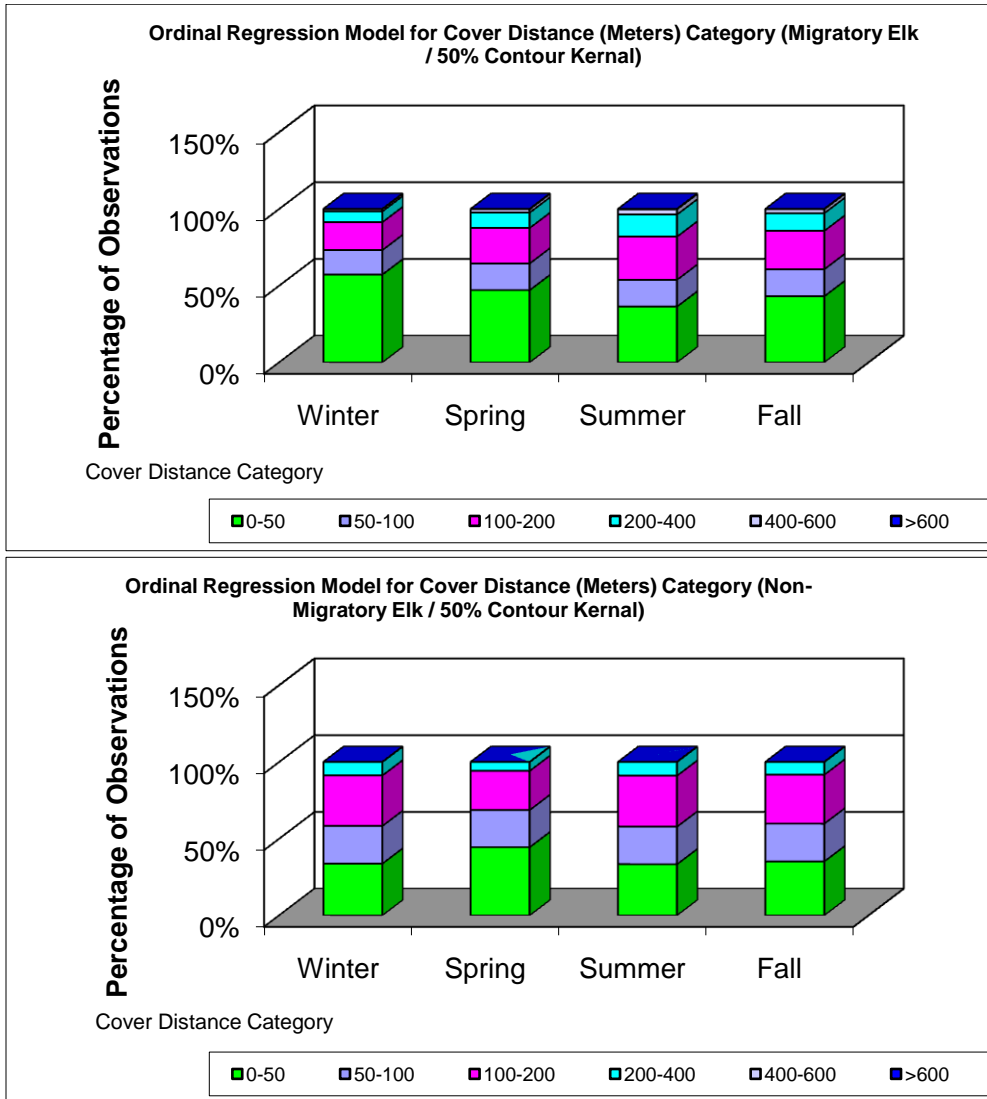 Ordinal Regression Model for Cover Distance (Meters) Category (Migratory Elk
/ 50% Contour Kernal)
Percentage of Observations
150%
100%
50%
0%
Winter Spring Summer Fall
Cover Distance Category
0-50 50-100 100-200 200-400 400-600 >600
Ordinal Regression Model for Cover Distance (Meters) Category (Non-
Migratory Elk / 50% Contour Kernal)
Percentage of Observations
150%
100%
50%
0%
Winter Spring Summer Fall
Cover Distance Category
0-50 50-100 100-200 200-400 400-600 >600